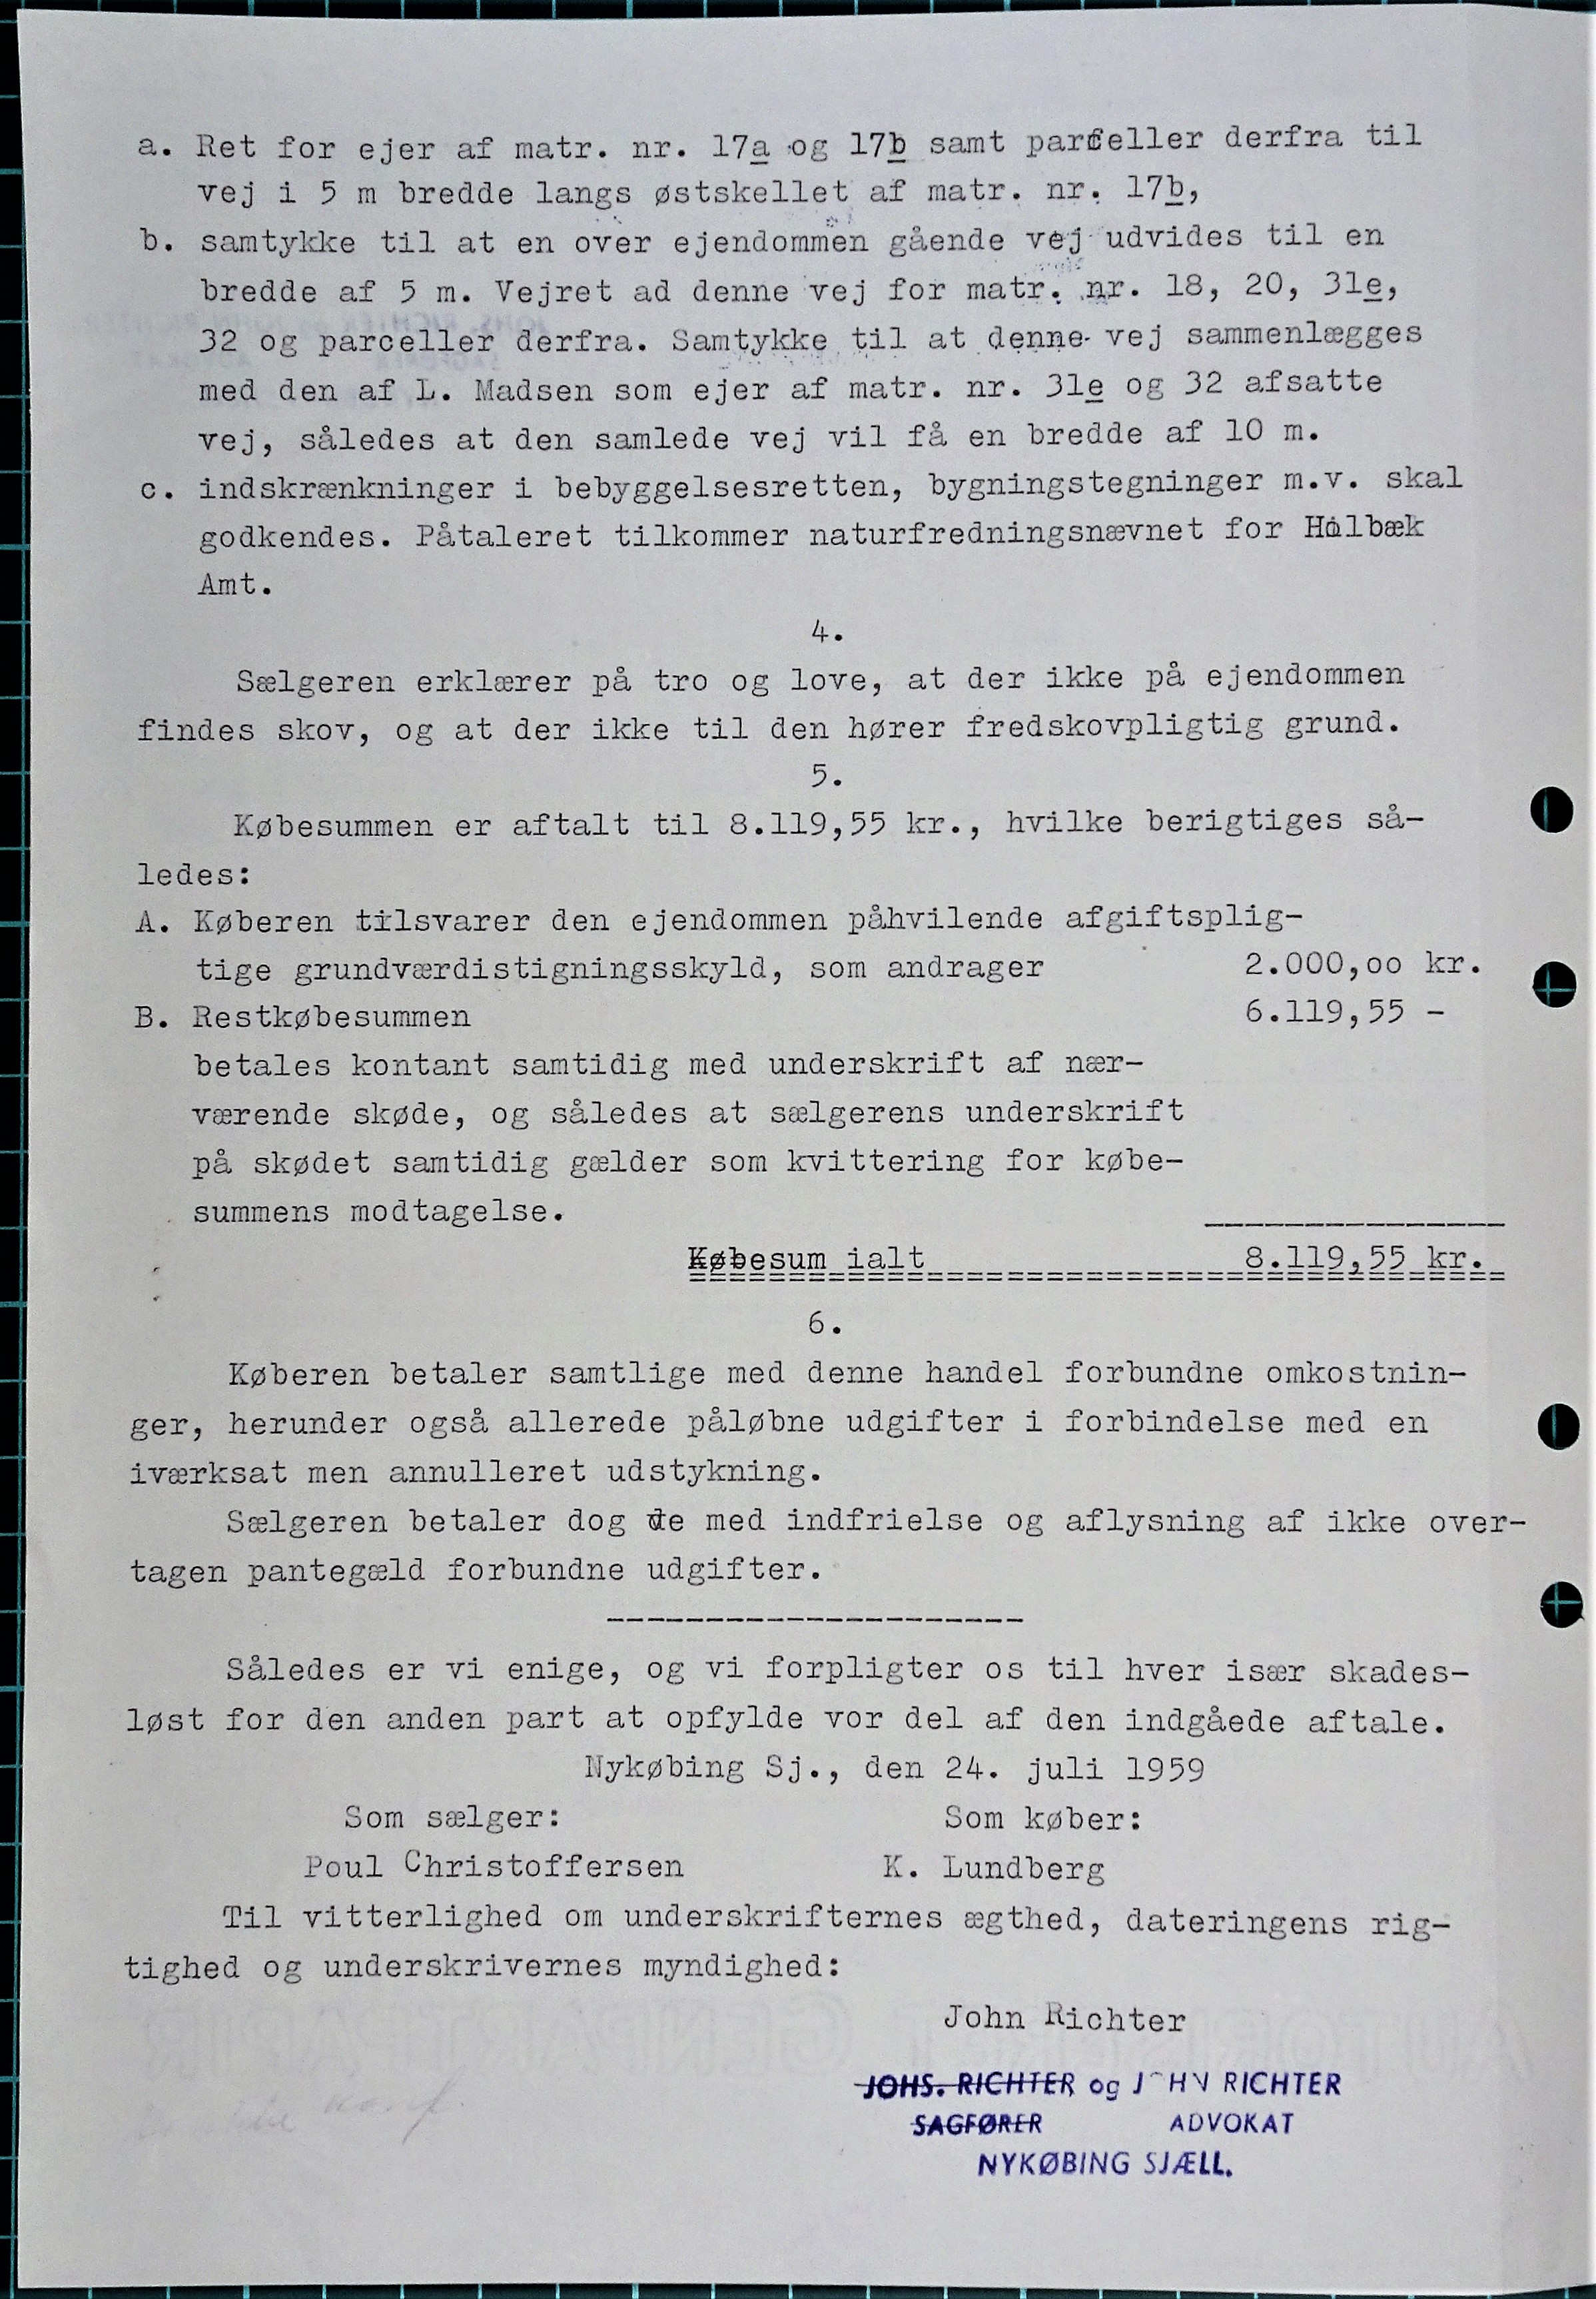 a. Ret for ejer af matr. nr. 17a og 17b samt parceller derfra til
vej i 5 m bredde langs østskellet af matr. nr. 17b,
b. samtykke til at en over ejendommen gående vej udvides til en
bredde af 5 m. Vejret ad denne vej for matr. nr. 18, 20, 31e,
32 og parceller derfra. Samtykke til at denne vej sammenlægges
med den af L. Madsen som ejer af matr. nr. 31e og 32 afsatte
vej, således at den samlede vej vil få en bredde af 10 m.
c. indskrænkninger i bebyggelsesretten, bygningstegninger m.v. skal
godkendes. Påtaleret tilkommer naturfredningsnævnet for Holbæk
Amt.
4.
Sælgeren erklærer på tro og love, at der ikke på ejendommen
findes skov, og at der ikke til den hører fredskovpligtig grund.
5.
Købesummen er aftalt til 8.119,55 kr., hvilke berigtiges så-
ledes:
A. Køberen tilsvarer den ejendommen påhvilende afgiftsplig-
tige grundværdistigningsskyld, som andrager 2.000,oo kr.
B. Restkøbesummen 6.119,55 -
betales kontant samtidig med underskrift af nær-
værende skøde, og således at sælgerens underskrift
på skødet samtidig gælder som kvittering for købe-
summens modtagelse.
Købesum ialt 8.119,55 kr.
6.
Køberen betaler samtlige med denne handel forbundne omkostnin-
ger, herunder også allerede påløbne udgifter i forbindelse med en
iværksat men annulleret udstykning.
Sælgeren betaler dog de med indfrielse og aflysning af ikke over-
tagen pantegæld forbundne udgifter.
Således er vi enige, og vi forpligter os til hver især skades-
løst for den anden part at opfylde vor del af den indgåede aftale.
Nykøbing Sj., den 24. juli 1959
Som sælger: Som køber:
Poul Christoffersen K. Lundberg
Til vitterlighed om underskrifternes ægthed, dateringens rig-
tighed og underskrivernes myndighed:
John Richter
JOHS. RICHTER og JOHN RICHTER
SAGFØRER ADVOKAT
NYKØBING SJÆLL.